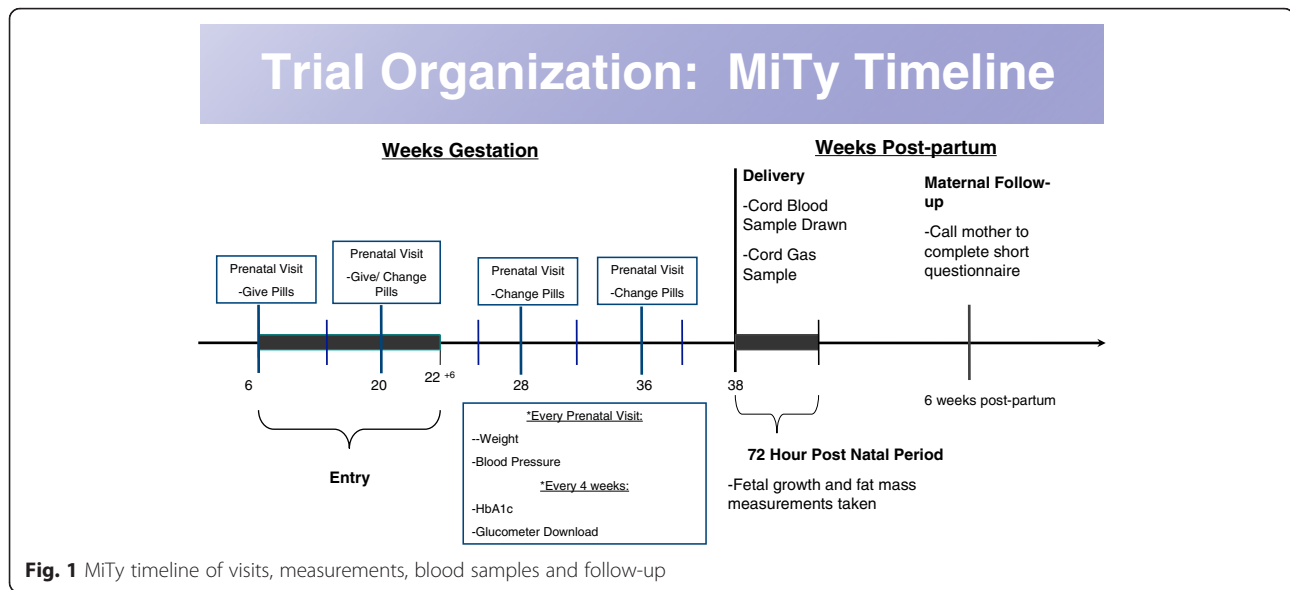 Trial Organization: MiTy Timeline
Weeks Gestation
Weeks Post-partum
Prenatal Visit
-Give Pills
Prenatal Visit
-Give/ Change
Pills
Prenatal Visit
-Change Pills
Prenatal Visit
-Change Pills
Delivery
-Cord Blood
Sample Drawn
-Cord Gas
Sample
Maternal Follow-
up
-Call mother to
complete short
questionnaire
6
20
22 +6
28
36
38
6 weeks post-partum
Entry
*Every Prenatal Visit:
--Weight
-Blood Pressure
*Every 4 weeks:
-HbA1c
-Glucometer Download
72 Hour Post Natal Period
-Fetal growth and fat mass
measurements taken
Fig. 1 MiTy timeline of visits, measurements, blood samples and follow-up